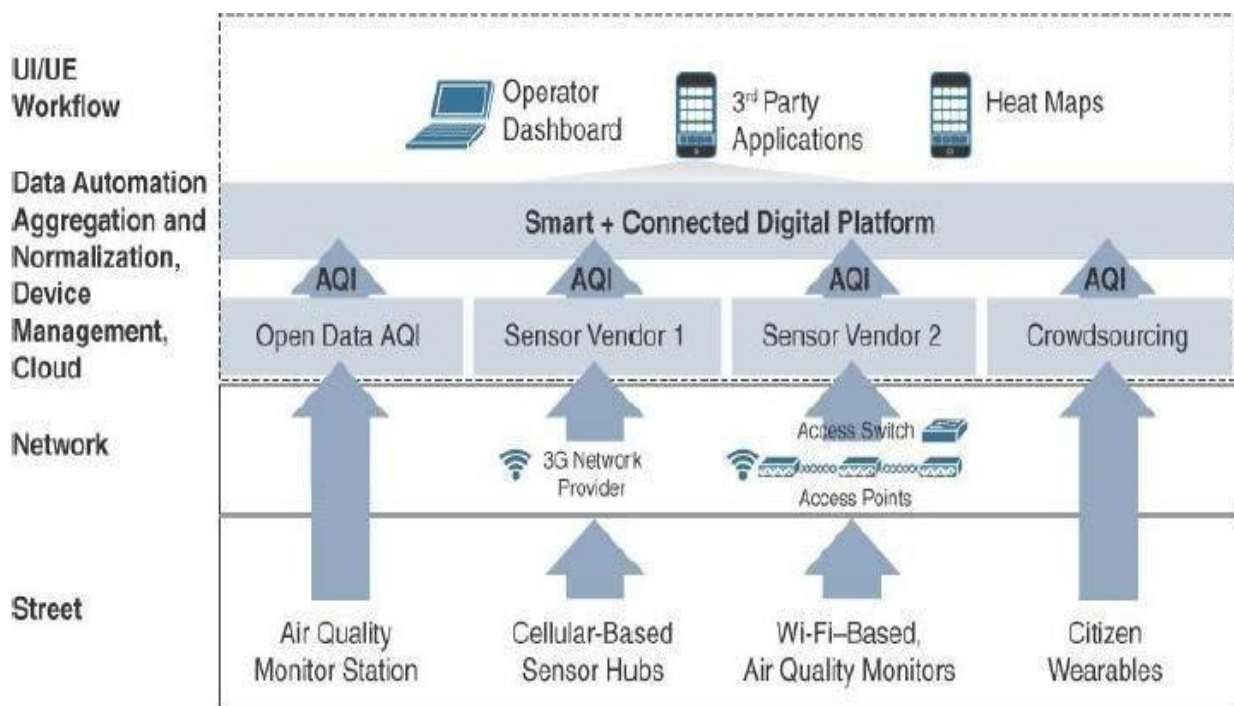 UI/UE
Workflow
Operator
Dashboard
3rd Party
Applications
Heat Maps
Data Automation
Aggregation and
Normalization,
Device
Management,
Cloud
Smart + Connected Digital Platform
AQI
AQI
AQI
AQI
Open Data AQI
Sensor Vendor 1
Sensor Vendor 2
Crowdsourcing
Network
3G Network
Provider
Access Switch
Access Points
Street
Air Quality
Monitor Station
Cellular-Based
Sensor Hubs
Wi-Fi–Based,
Air Quality Monitors
Citizen
Wearables